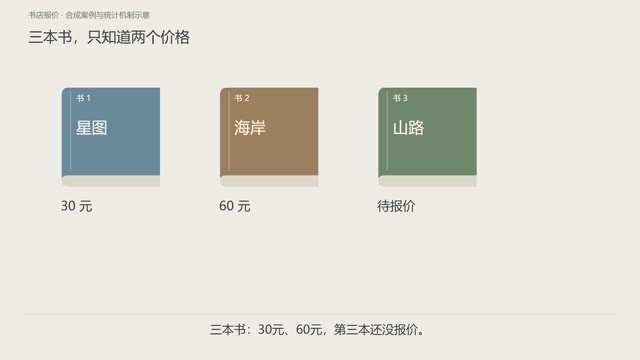 书店报价 · 合成案例与统计机制示意
三本书，只知道两个价格
书 1
星图
30 元
书 2
海岸
60 元
书 3
山路
待报价
三本书：30元、60元，第三本还没报价。